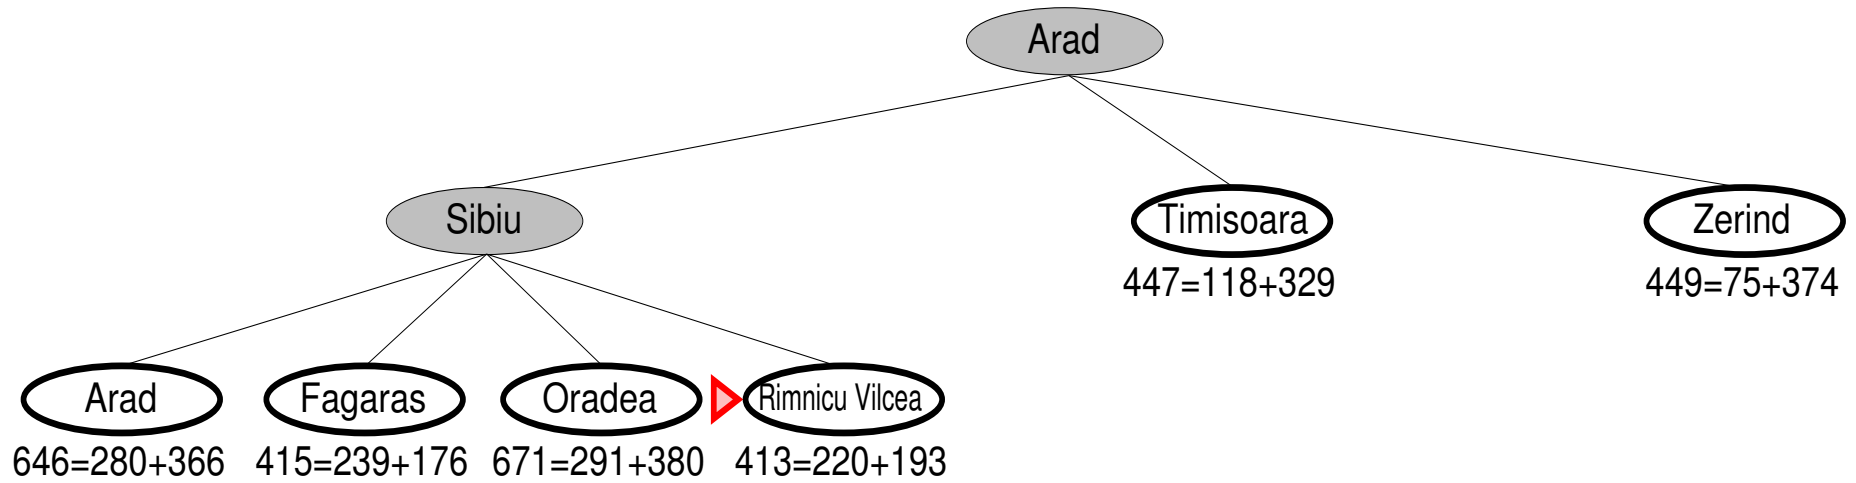 Arad
Sibiu
Timisoara
Zerind
447=118+329
449=75+374
Arad
Fagaras
Oradea
Rimnicu Vilcea
646=280+366
415=239+176
671=291+380
413=220+193